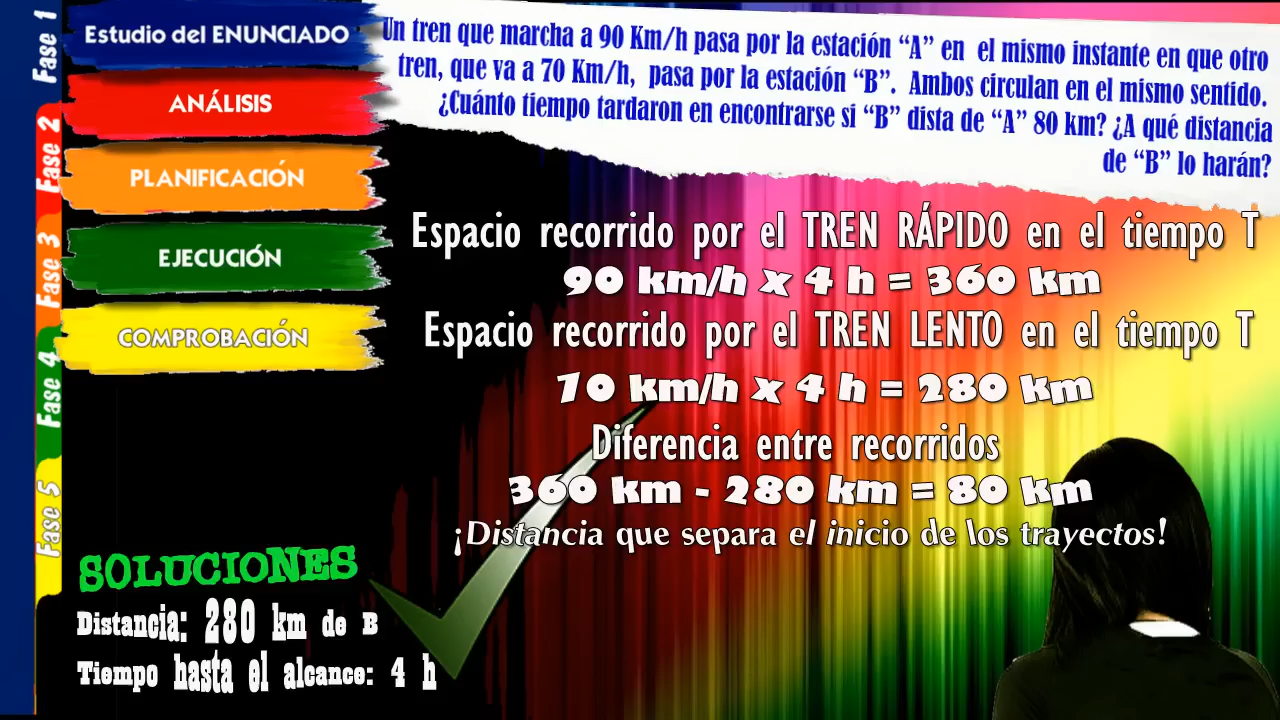 Fase 1
Fase 2
Fase 3
Fase 4
Fase 5
Estudio del ENUNCIADO
ANÁLISIS
PLANIFICACIÓN
EJECUCIÓN
COMPROBACIÓN
Un tren que marcha a 90 Km/h pasa por la estación “A” en el mismo instante en que otro
tren, que va a 70 Km/h, pasa por la estación “B”. Ambos circulan en el mismo sentido.
¿Cuánto tiempo tardaron en encontrarse si “B” dista de “A” 80 km? ¿A qué distancia
de “B” lo harán?
Espacio recorrido por el TREN RÁPIDO en el tiempo T
90 km/h x 4 h = 360 km
Espacio recorrido por el TREN LENTO en el tiempo T
70 km/h x 4 h = 280 km
Diferencia entre recorridos
360 km - 280 km = 80 km
¡Distancia que separa el inicio de los trayectos!
SOLUCIONES
Distancia: 280 km de B
Tiempo hasta el alcance: 4 h